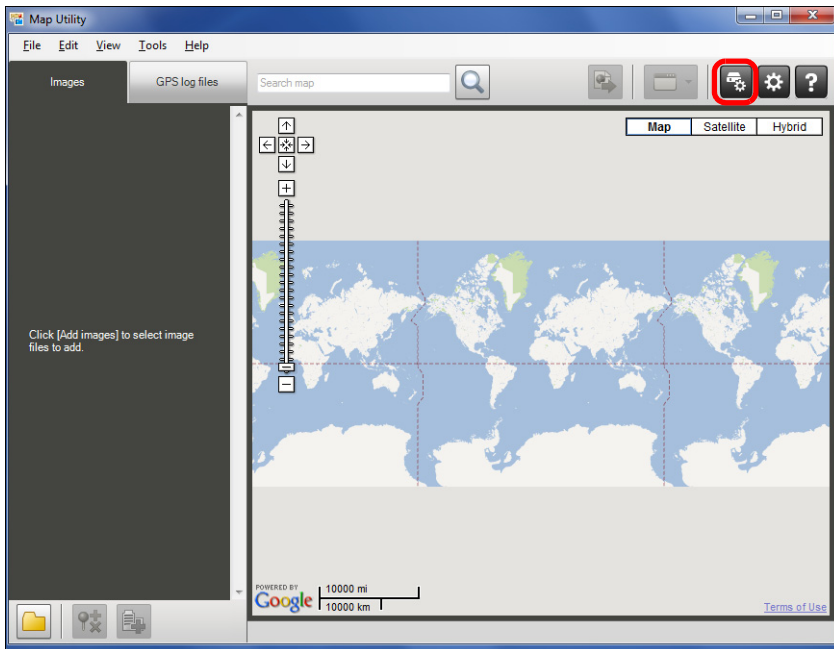 Map Utility
File Edit View Tools Help
Images
GPS log files
Search map
?
Map
Satellite
Hybrid
Click [Add images] to select image
files to add.
POWERED BY
Google
10000 mi
10000 km
Terms of Use